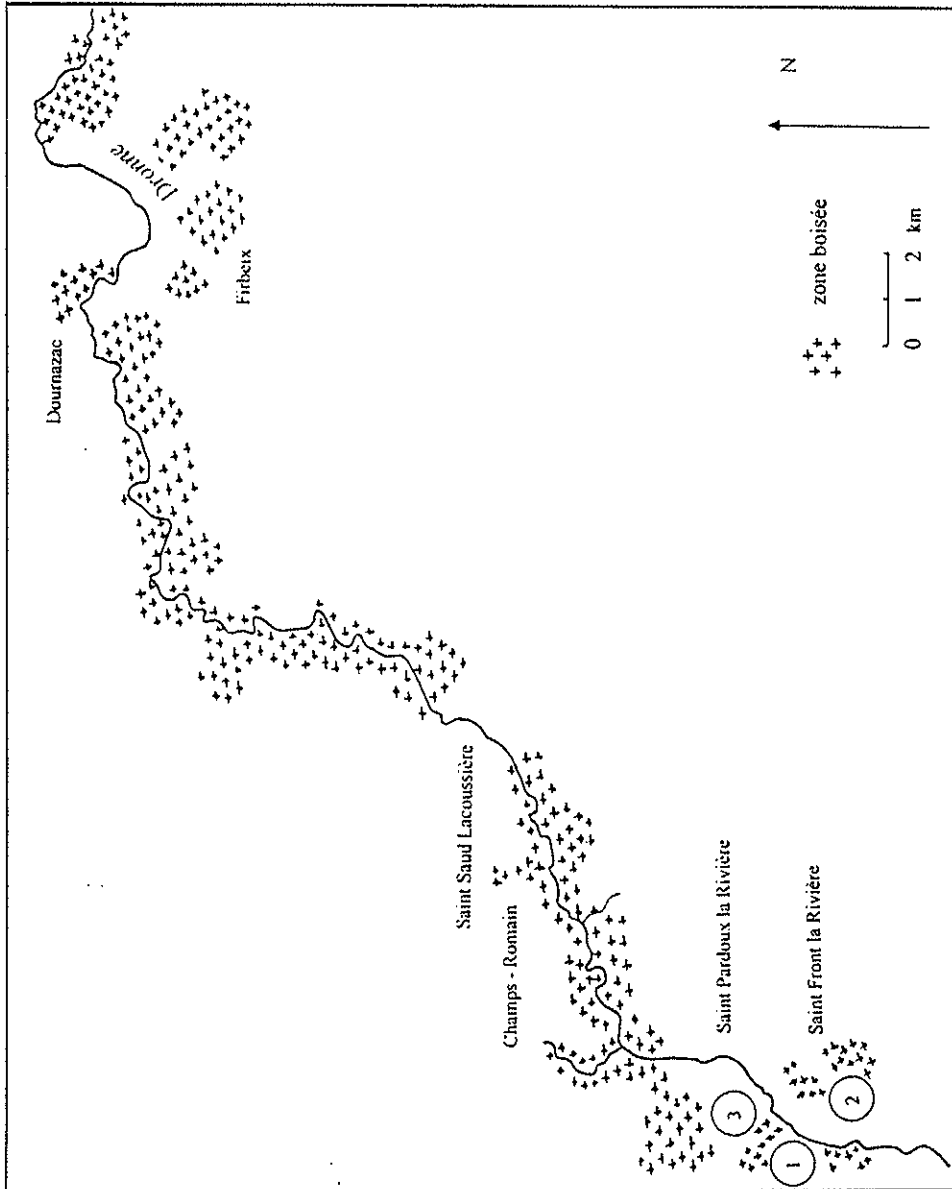 Dournazac
Dronne
Firbeix
Saint Saud Lacoussière
Champs - Romain
Saint Pardoux la Rivière
Saint Front la Rivière
1
2
3
N
zone boisée
0 1 2 km